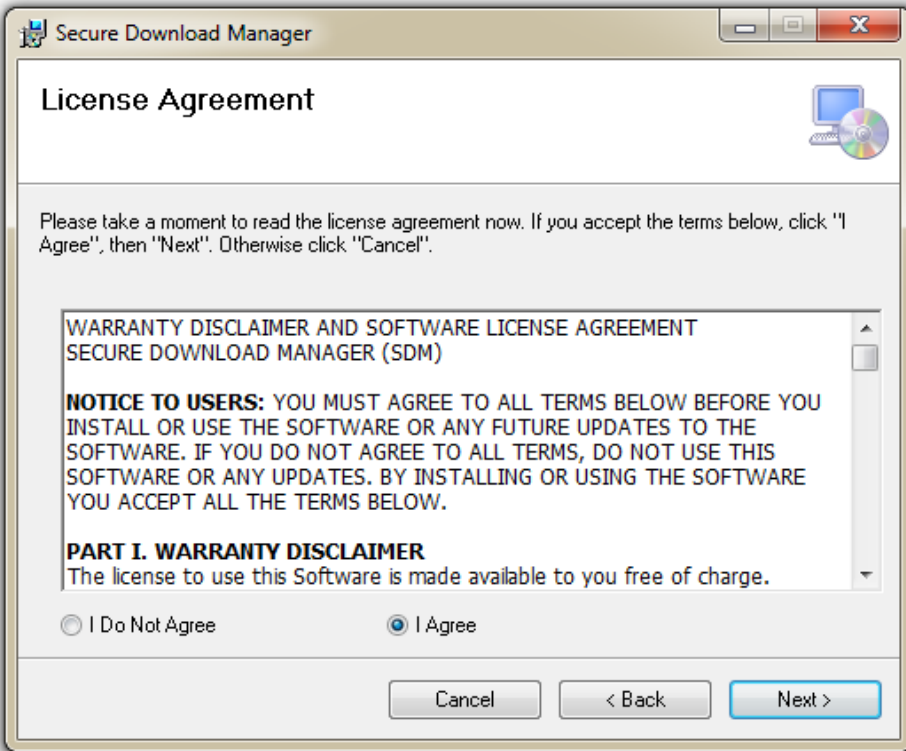 Secure Download Manager
License Agreement
Please take a moment to read the license agreement now. If you accept the terms below, click "I
Agree", then "Next". Otherwise click "Cancel".
WARRANTY DISCLAIMER AND SOFTWARE LICENSE AGREEMENT
SECURE DOWNLOAD MANAGER (SDM)
NOTICE TO USERS: YOU MUST AGREE TO ALL TERMS BELOW BEFORE YOU
INSTALL OR USE THE SOFTWARE OR ANY FUTURE UPDATES TO THE
SOFTWARE. IF YOU DO NOT AGREE TO ALL TERMS, DO NOT USE THIS
SOFTWARE OR ANY UPDATES. BY INSTALLING OR USING THE SOFTWARE
YOU ACCEPT ALL THE TERMS BELOW.
PART I. WARRANTY DISCLAIMER
The license to use this Software is made available to you free of charge.
I Do Not Agree
I Agree
Cancel
< Back
Next >